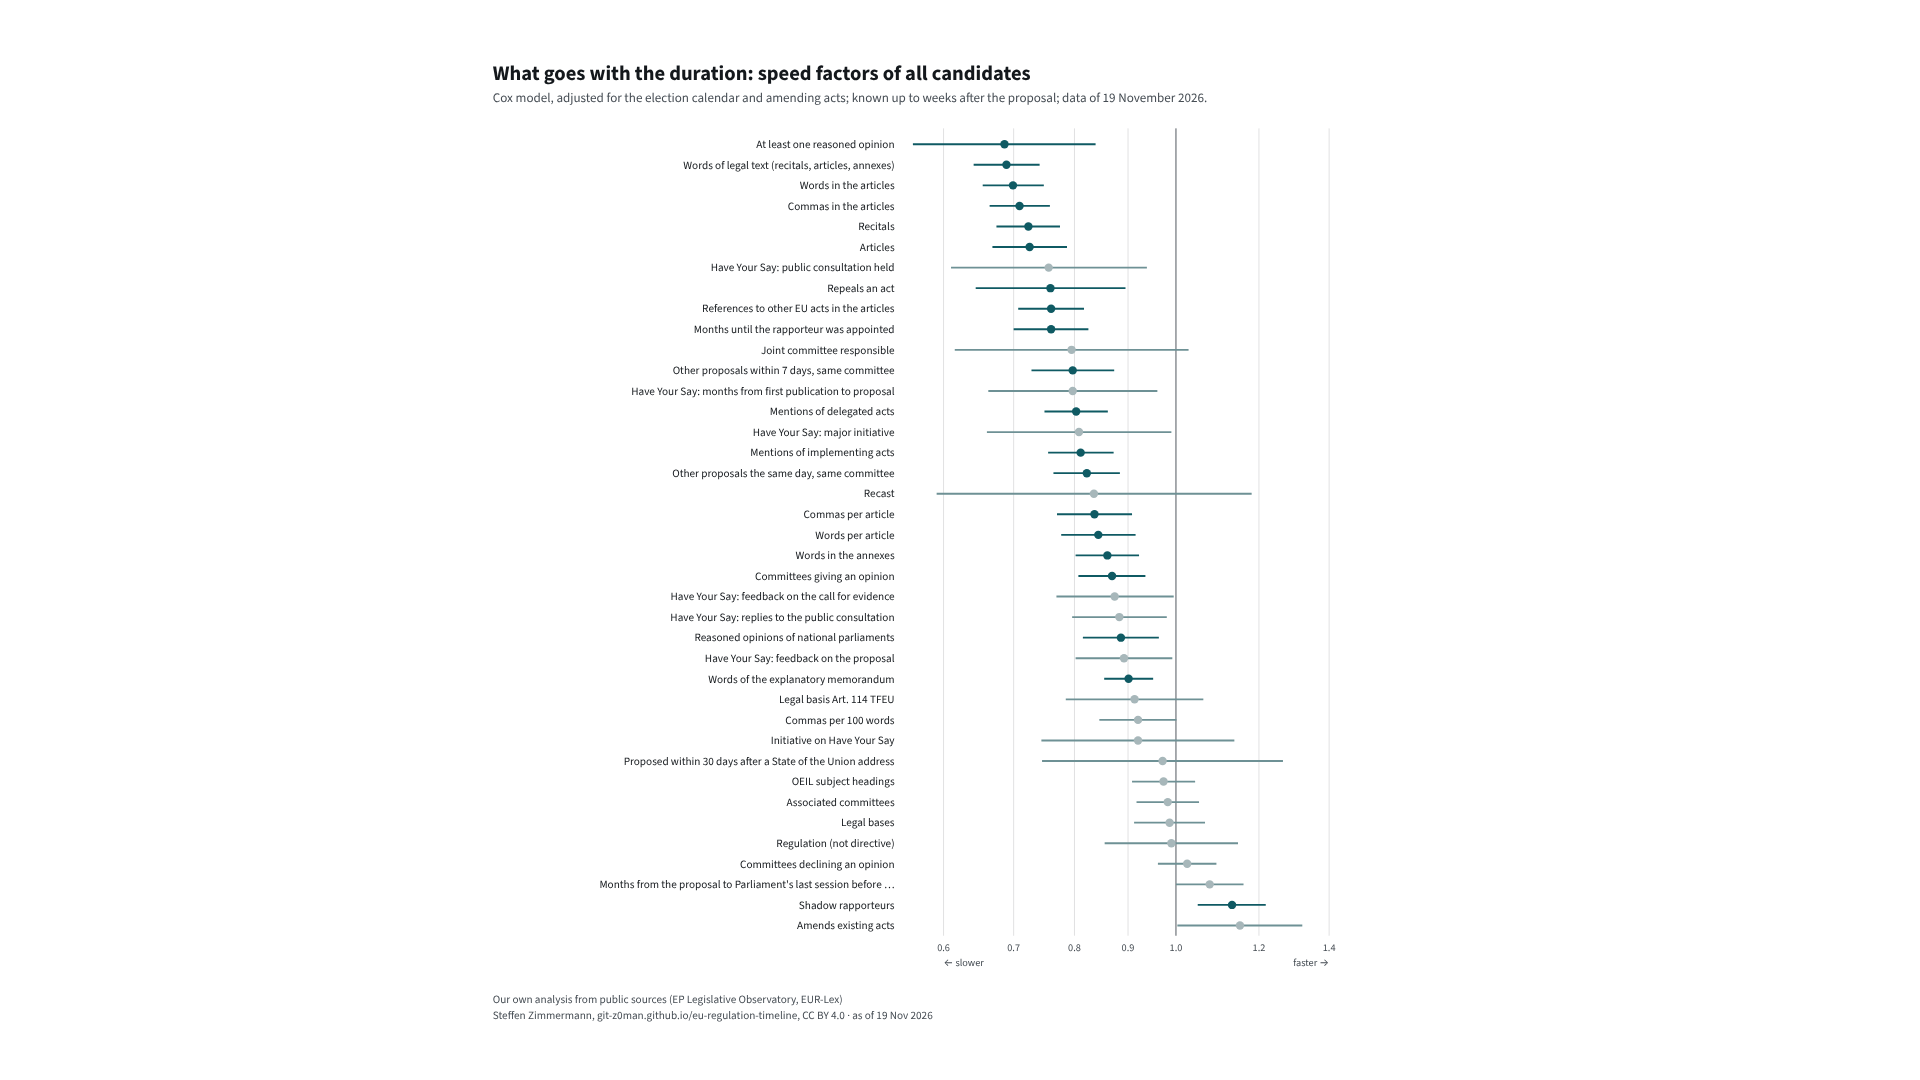 What goes with the duration: speed factors of all candidates
Cox model, adjusted for the election calendar and amending acts; known up to weeks after the proposal; data of 19 November 2026.
At least one reasoned opinion
Words of legal text (recitals, articles, annexes)
Words in the articles
Commas in the articles
Recitals
Articles
Have Your Say: public consultation held
Repeals an act
References to other EU acts in the articles
Months until the rapporteur was appointed
Joint committee responsible
Other proposals within 7 days, same committee
Have Your Say: months from first publication to proposal
Mentions of delegated acts
Have Your Say: major initiative
Mentions of implementing acts
Other proposals the same day, same committee
Recast
Commas per article
Words per article
Words in the annexes
Committees giving an opinion
Have Your Say: feedback on the call for evidence
Have Your Say: replies to the public consultation
Reasoned opinions of national parliaments
Have Your Say: feedback on the proposal
Words of the explanatory memorandum
Legal basis Art. 114 TFEU
Commas per 100 words
Initiative on Have Your Say
Proposed within 30 days after a State of the Union address
OEIL subject headings
Associated committees
Legal bases
Regulation (not directive)
Committees declining an opinion
Months from the proposal to Parliament's last session before …
Shadow rapporteurs
Amends existing acts
0.6 0.7 0.8 0.9 1.0 1.2 1.4
← slower faster →
Our own analysis from public sources (EP Legislative Observatory, EUR-Lex)
Steffen Zimmermann, git-z0man.github.io/eu-regulation-timeline, CC BY 4.0 · as of 19 Nov 2026